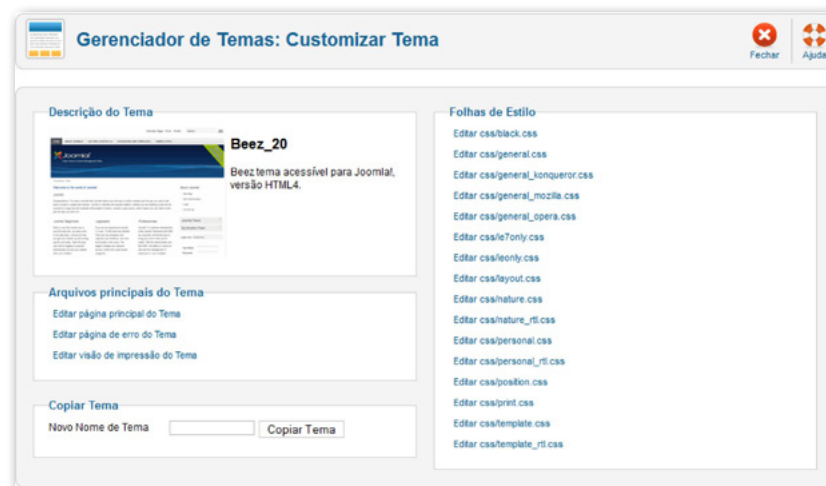 Gerenciador de Temas: Customizar Tema
Fechar
Ajuda
Descrição do Tema
Joomla!
Beez_20
Beez tema acessível para Joomla!,
versão HTML4.
Arquivos principais do Tema
Editar página principal do Tema
Editar página de erro do Tema
Editar visão de impressão do Tema
Copiar Tema
Novo Nome de Tema
Copiar Tema
Folhas de Estilo
Editar css/black.css
Editar css/general.css
Editar css/general_konqueror.css
Editar css/general_mozilla.css
Editar css/general_opera.css
Editar css/ie7only.css
Editar css/ieonly.css
Editar css/layout.css
Editar css/nature.css
Editar css/nature_rtl.css
Editar css/personal.css
Editar css/personal_rtl.css
Editar css/position.css
Editar css/print.css
Editar css/template.css
Editar css/template_rtl.css